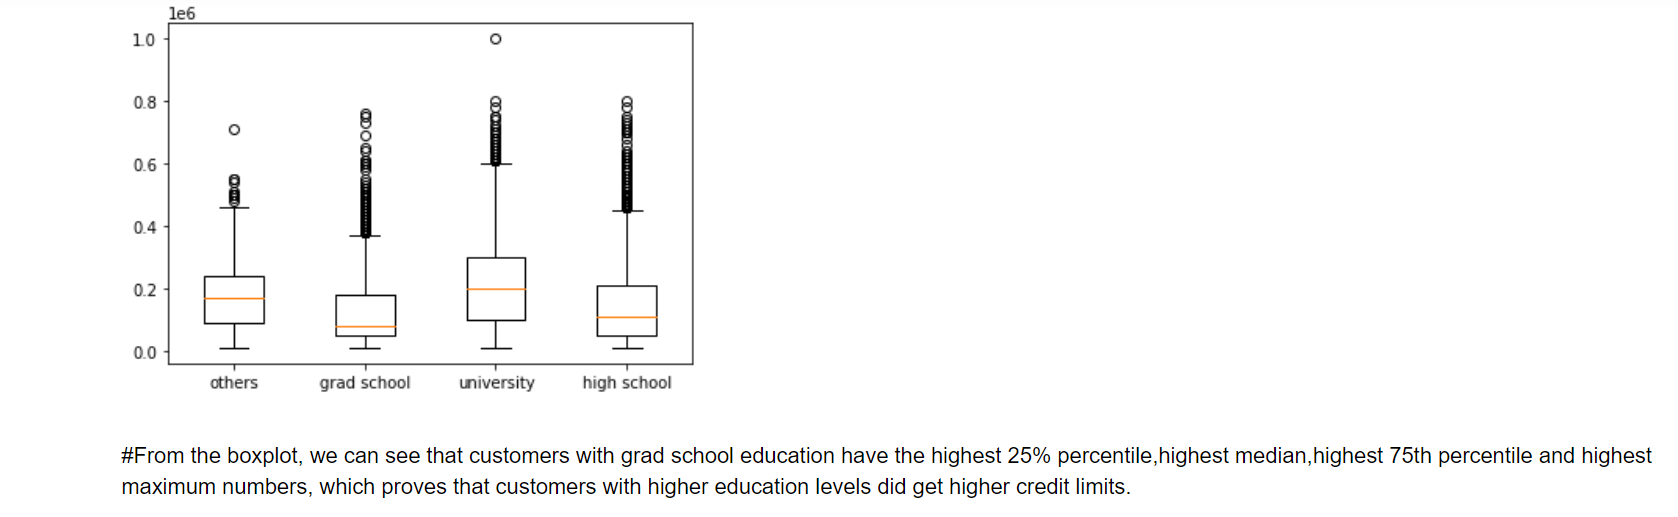 1e6
1.0
0.8
0.6
0.4
0.2
0.0
others grad school university high school
#From the boxplot, we can see that customers with grad school education have the highest 25% percentile,highest median,highest 75th percentile and highest
maximum numbers, which proves that customers with higher education levels did get higher credit limits.